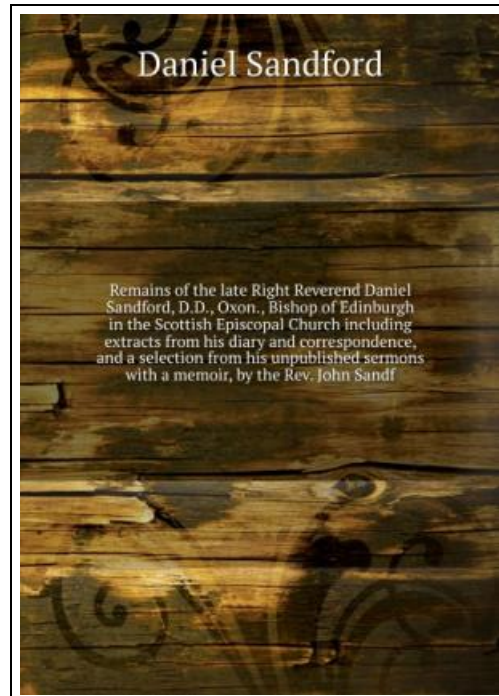 Daniel Sandford
Remains of the late Right Reverend Daniel
Sandford, D.D., Oxon., Bishop of Edinburgh
in the Scottish Episcopal Church including
extracts from his diary and correspondence,
and a selection from his unpublished sermons
with a memoir, by the Rev. John Sandf